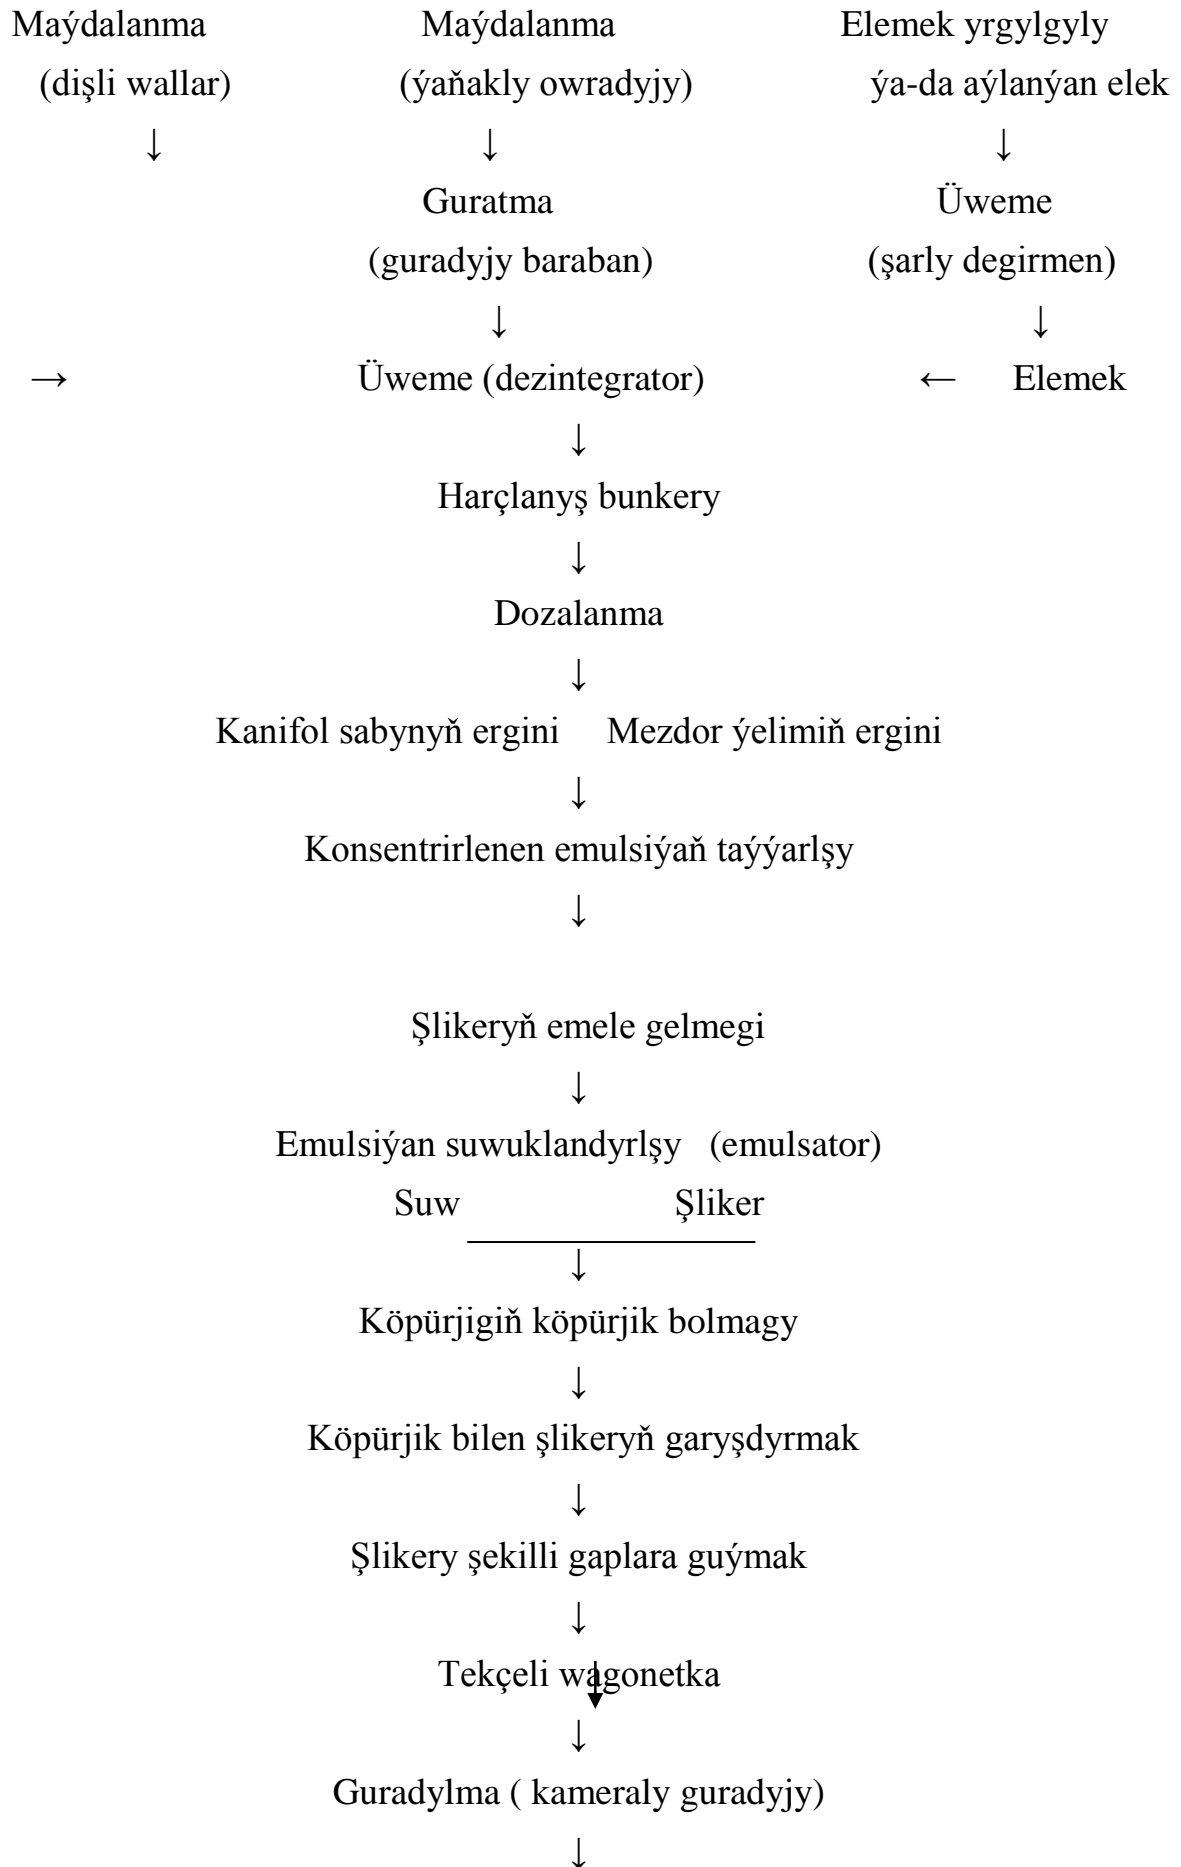 Maýdalanma Maýdalanma Elemek yrgylgyly
(dişli wallar) (ýaňakly owradyjy) ýa-da aýlanýan elek
↓ ↓ ↓
Guratma Üweme
(guradyjy baraban) (şarly degirmen)
↓ ↓
→ Üweme (dezintegrator) ← Elemek
↓
Harçlanyş bunkery
↓
Dozalanma
↓
Kanifol sabynyň ergini Mezdor ýelimiň ergini
↓
Konsentrirlenen emulsiýaň taýýarlşy
↓
Şlikeryň emele gelmegi
↓
Emulsiýan suwuklandyrlşy (emulsator)
Suw Şliker
↓
Köpürjigiň köpürjik bolmagy
↓
Köpürjik bilen şlikeryň garyşdyrmak
↓
Şlikery şekilli gaplara guýmak
↓
Tekçeli wagonetka
↓
Guradylma ( kameraly guradyjy)
↓